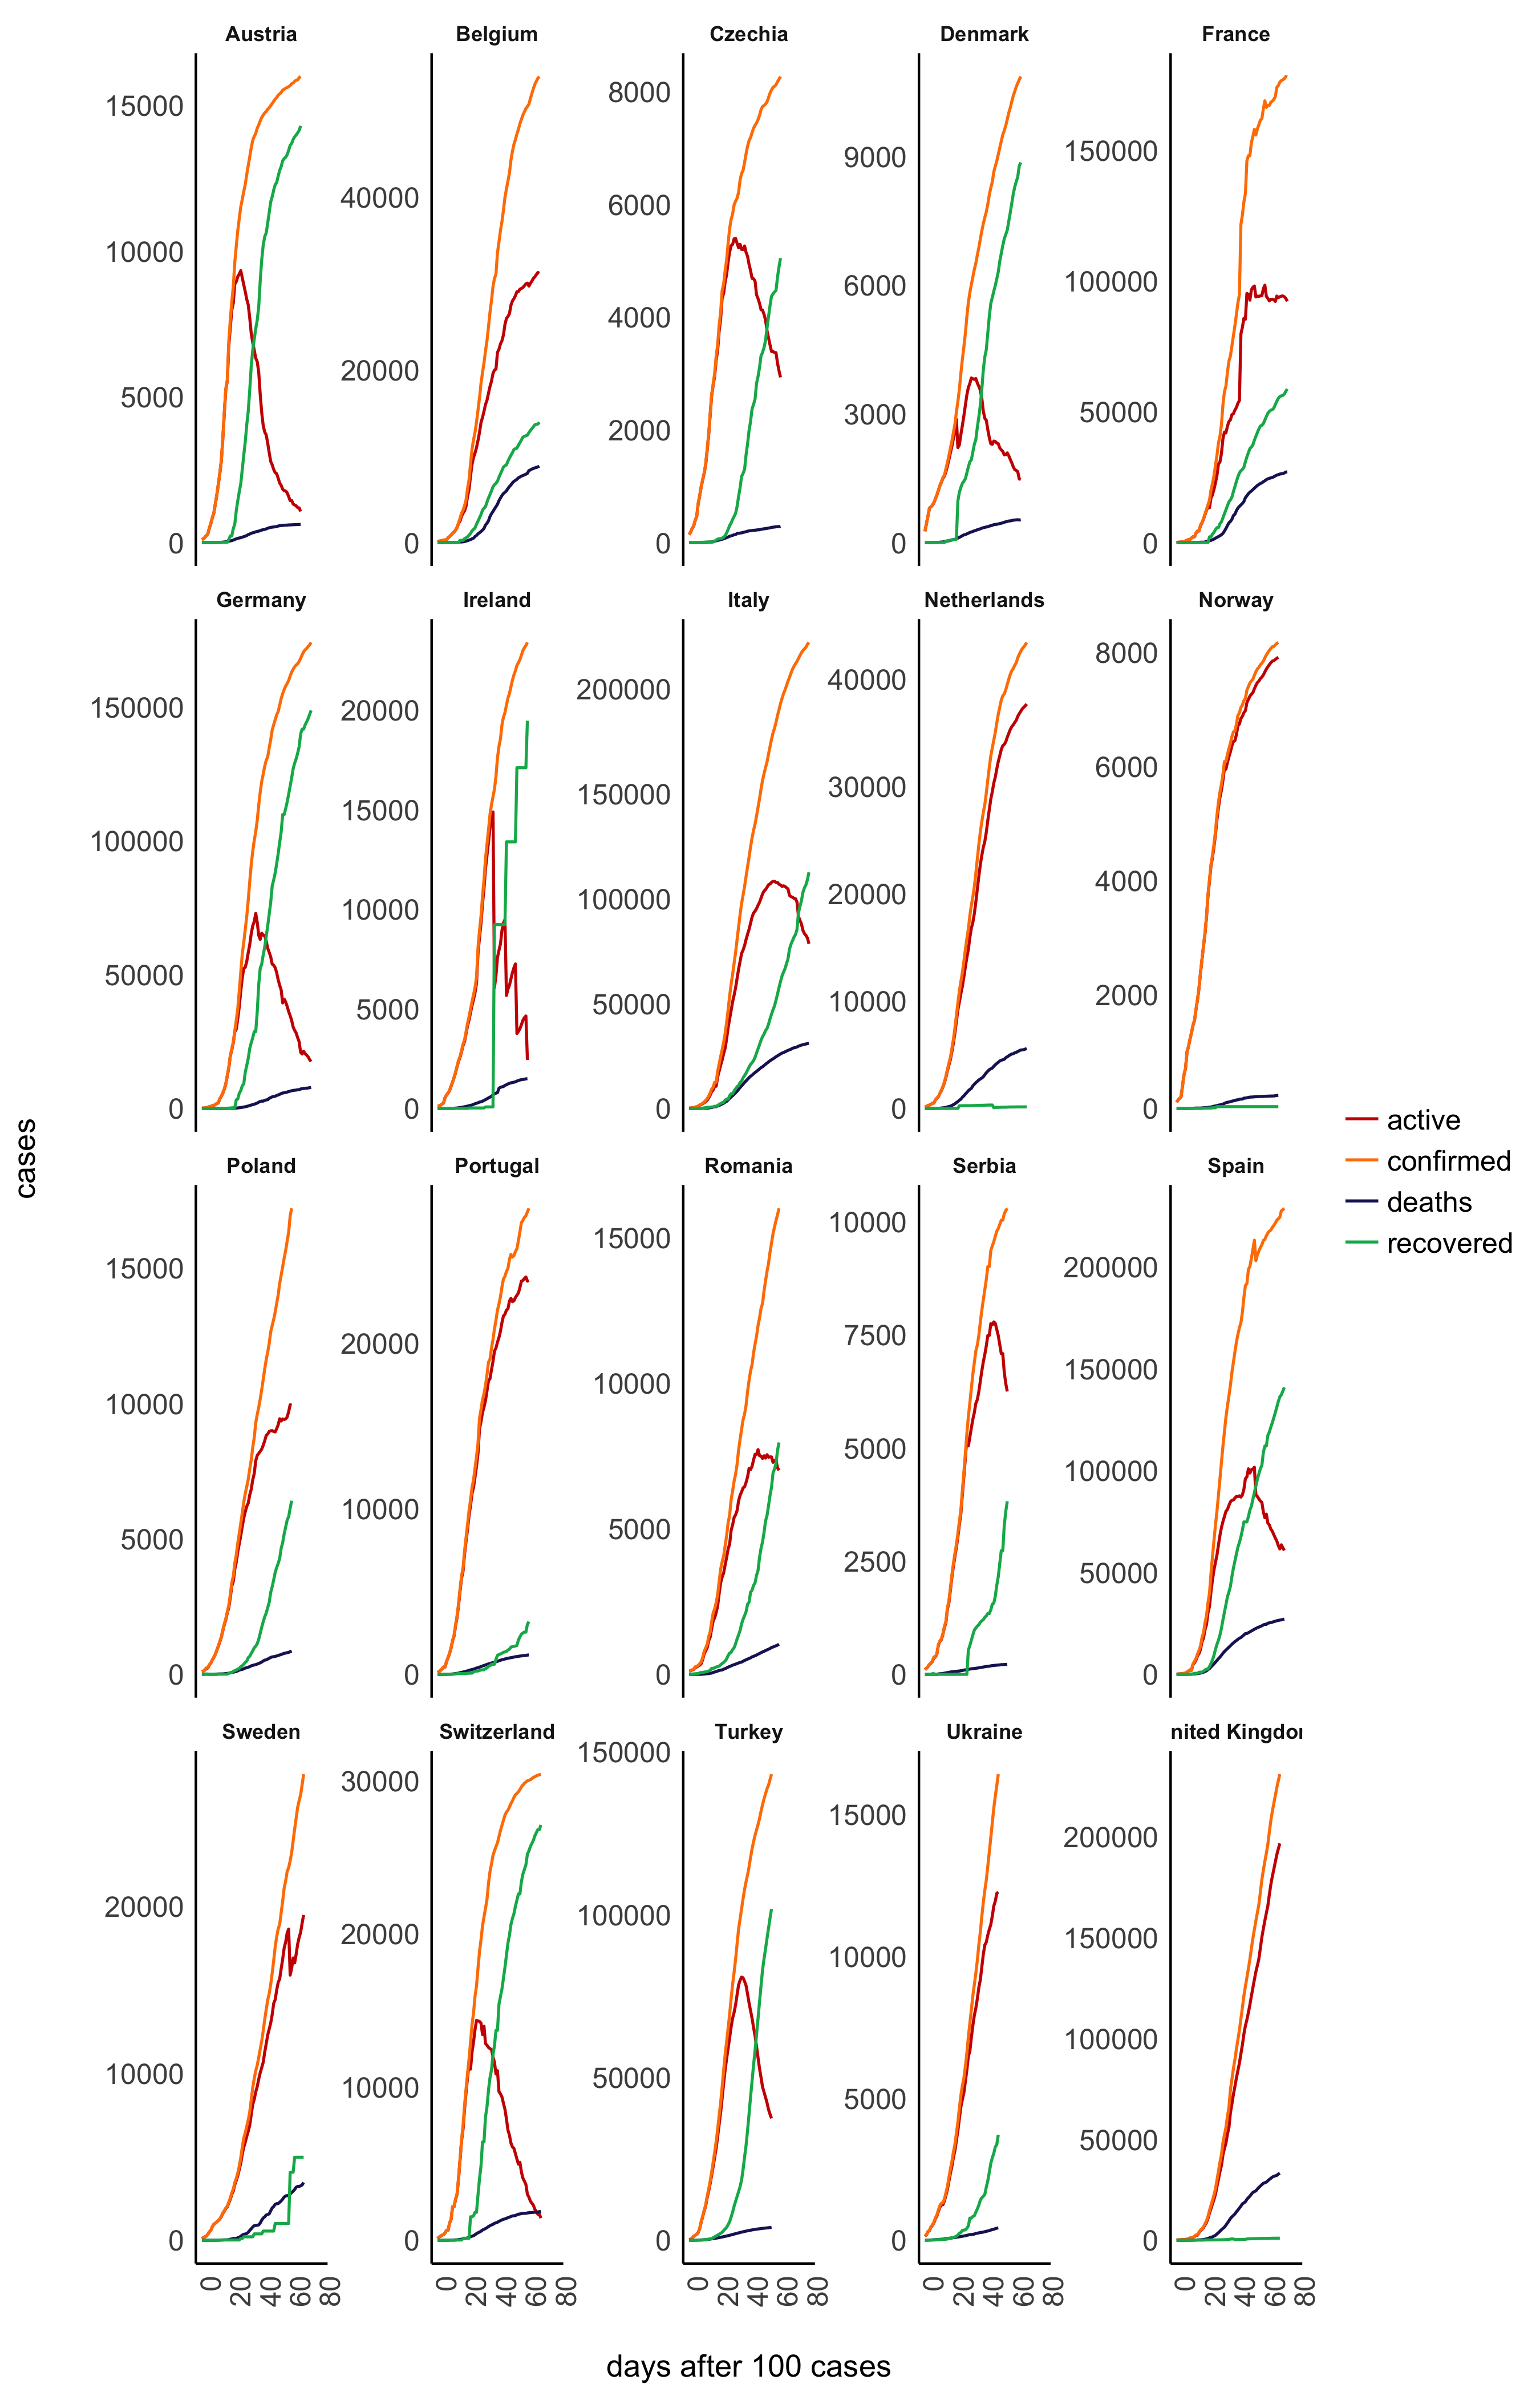 Austria Belgium Czechia Denmark France
15000 10000 5000 0
40000 20000 0
8000 6000 4000 2000 0
9000 6000 3000 0
150000 100000 50000 0
Germany Ireland Italy Netherlands Norway
150000 100000 50000 0
20000 15000 10000 5000 0
200000 150000 100000 50000 0
40000 30000 20000 10000 0
8000 6000 4000 2000 0
cases
active
confirmed
deaths
recovered
Poland Portugal Romania Serbia Spain
15000 10000 5000 0
20000 10000 0
15000 10000 5000 0
10000 7500 5000 2500 0
200000 150000 100000 50000 0
Sweden Switzerland Turkey Ukraine nited Kingdo
20000 10000 0
30000 20000 10000 0
150000 100000 50000 0
15000 10000 5000 0
200000 150000 100000 50000 0
0 20 40 60 80 0 20 40 60 80 0 20 40 60 80 0 20 40 60 80 0 20 40 60 80
days after 100 cases